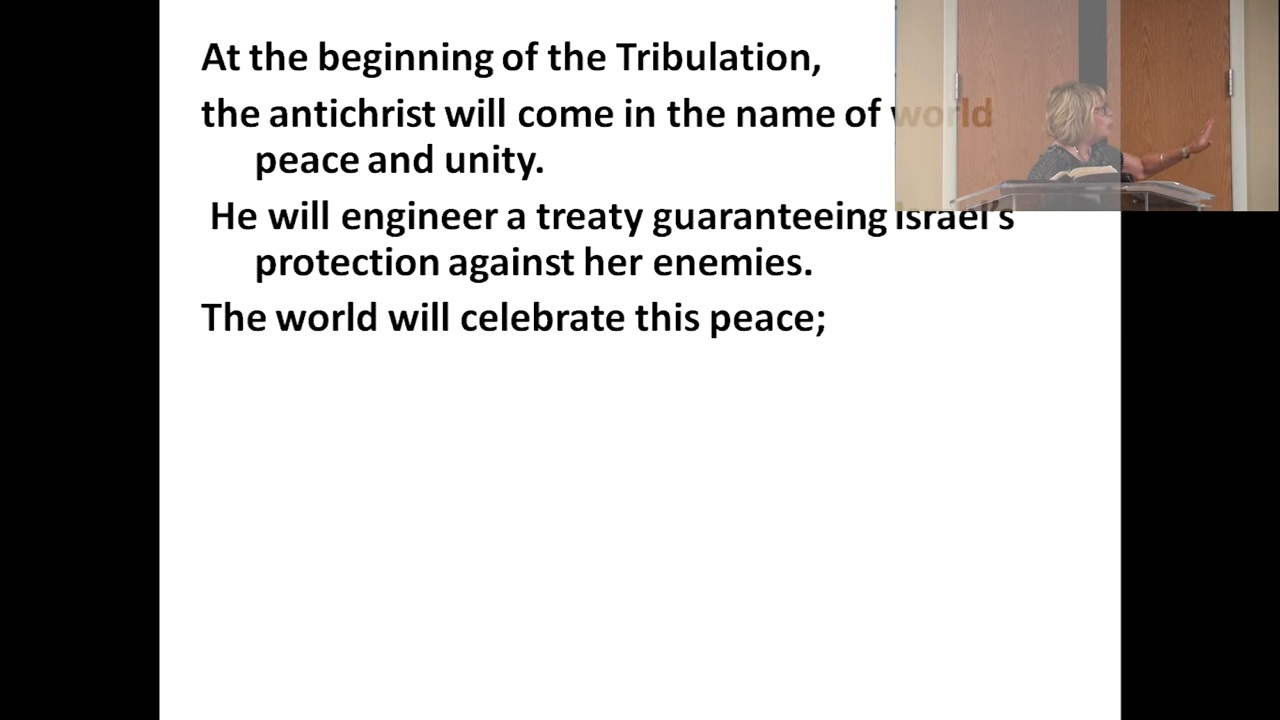 At the beginning of the Tribulation,
the antichrist will come in the name of world
peace and unity.
He will engineer a treaty guaranteeing Israel's
protection against her enemies.
The world will celebrate this peace;